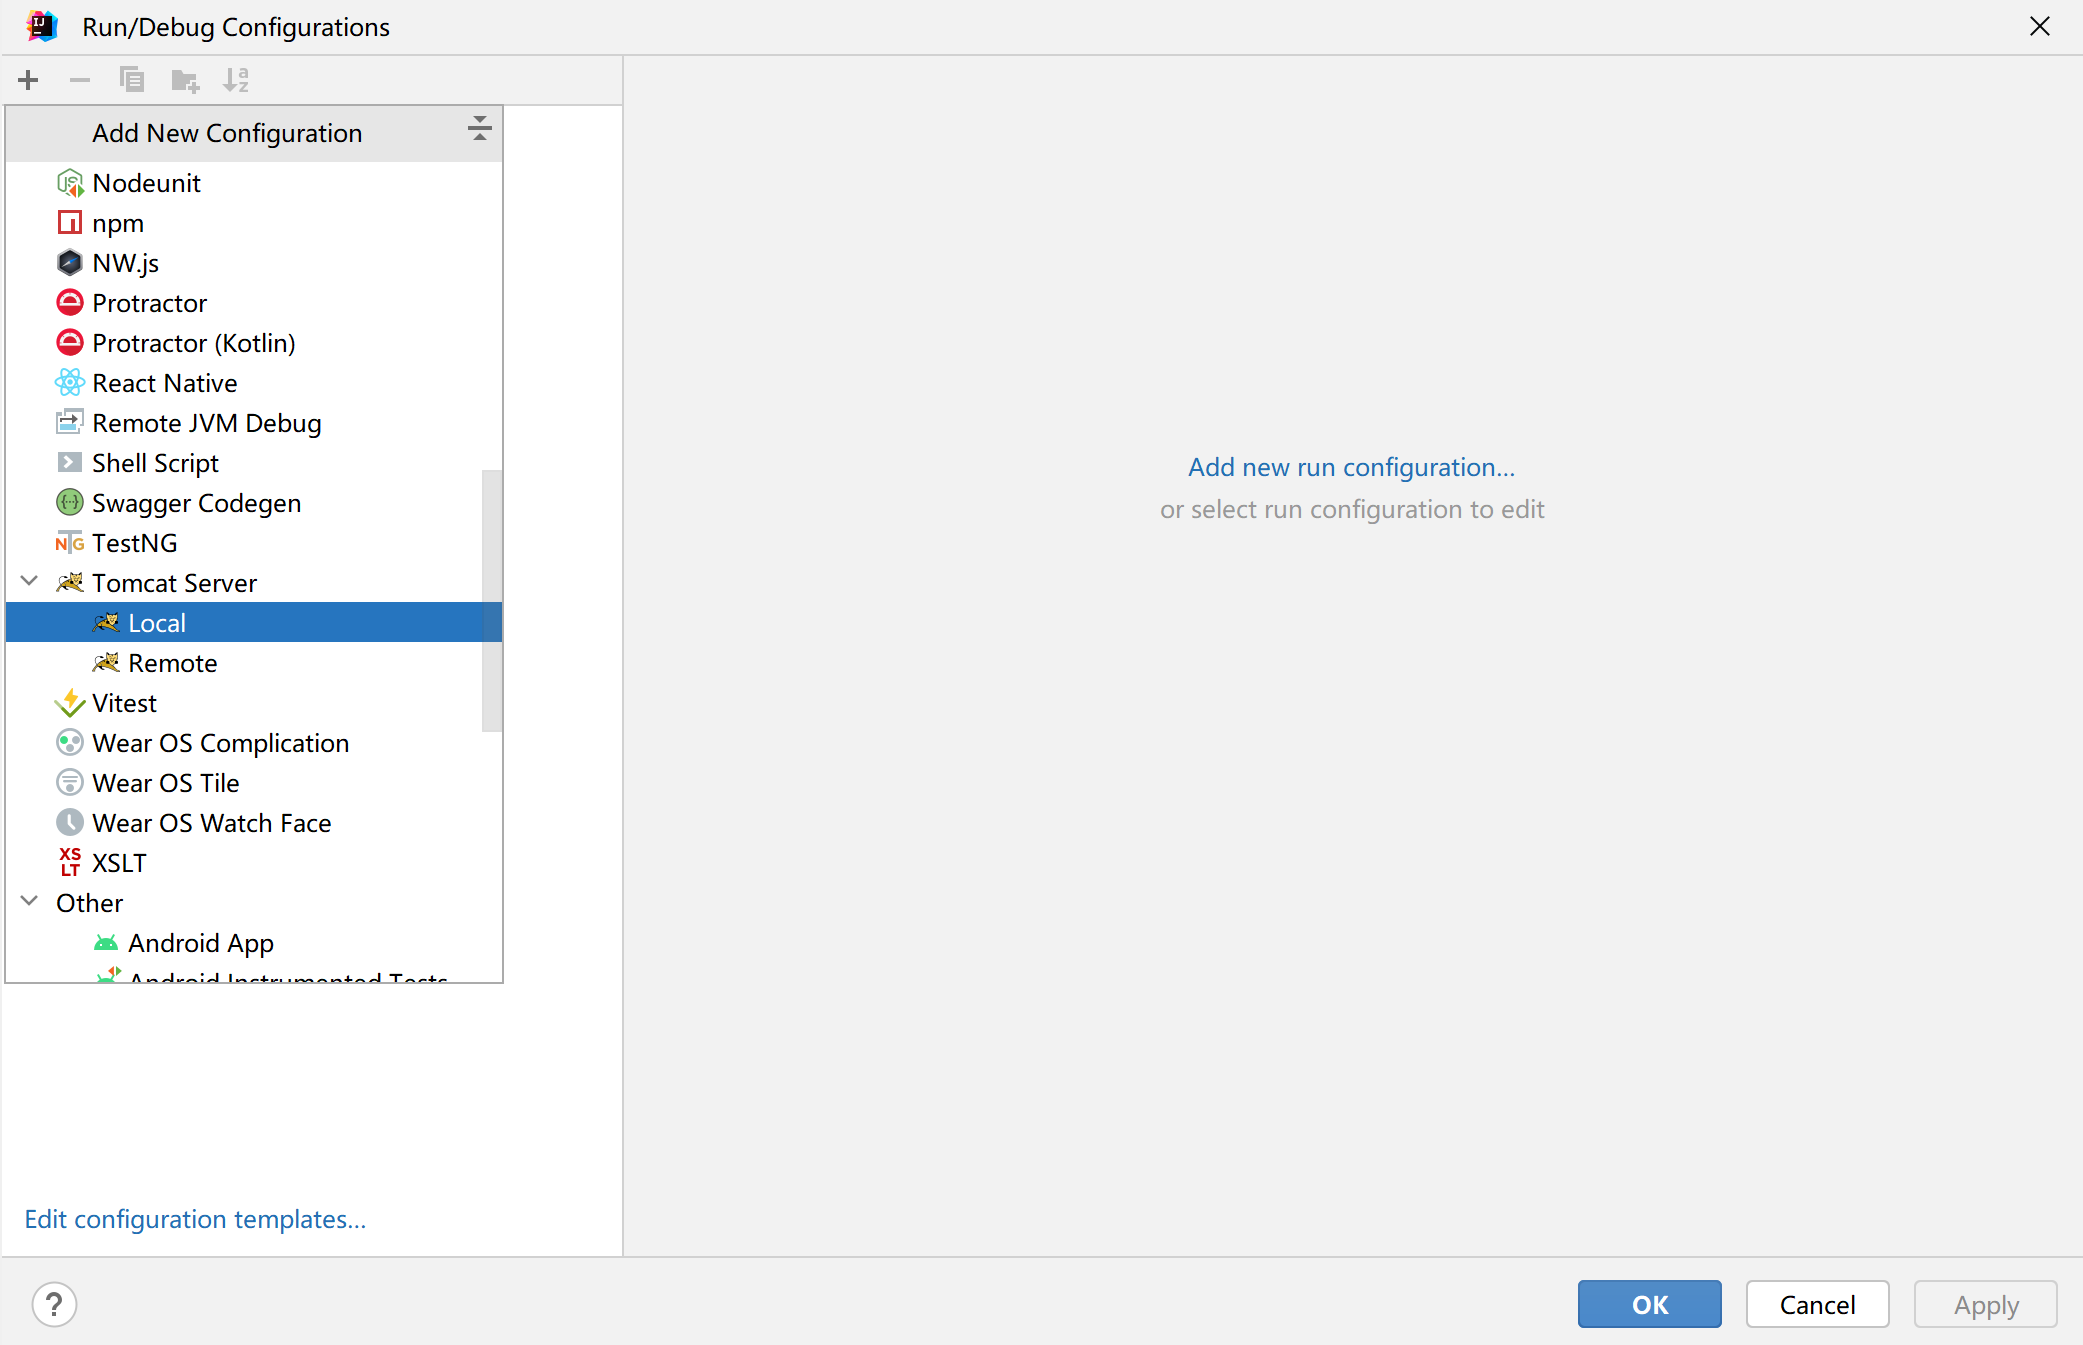 Run/Debug Configurations
Add New Configuration
Nodeunit
npm
NW.js
Protractor
Protractor (Kotlin)
React Native
Remote JVM Debug
Shell Script
Swagger Codegen
TestNG
Tomcat Server
Local
Remote
Vitest
Wear OS Complication
Wear OS Tile
Wear OS Watch Face
XSLT
Other
Android App
Android Instrumented Tests
Add new run configuration...
or select run configuration to edit
Edit configuration templates...
?
OK
Cancel
Apply